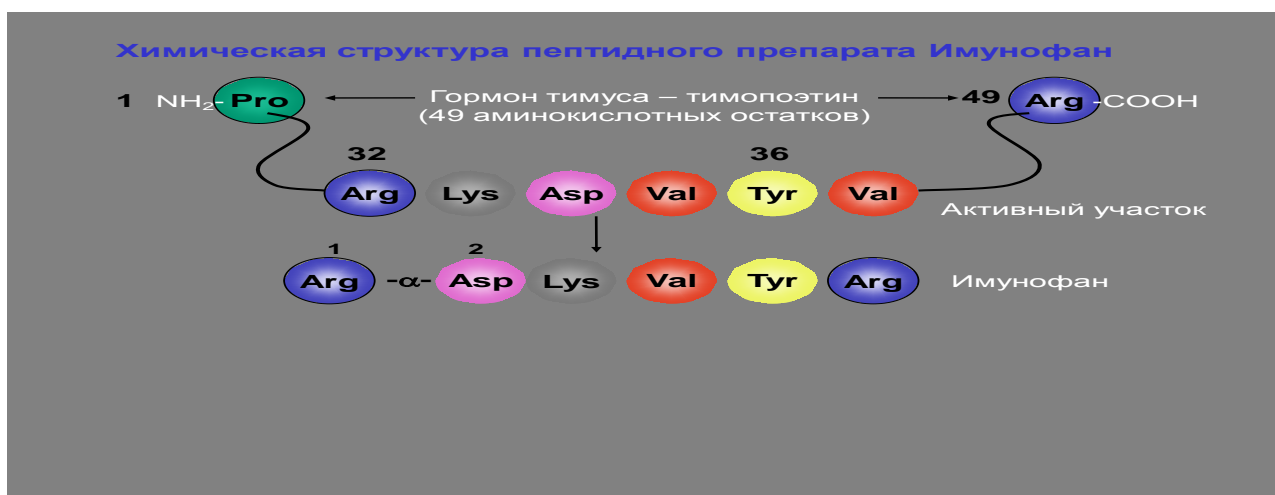 Химическая структура пептидного препарата Имунофан
1 NH₂- Pro Гормон тимуса – тимопоэтин 49 Arg -COOH
(49 аминокислотных остатков)
32 36
Arg Lys Asp Val Tyr Val
Активный участок
1 2
Arg -α- Asp Lys Val Tyr Arg Имунофан